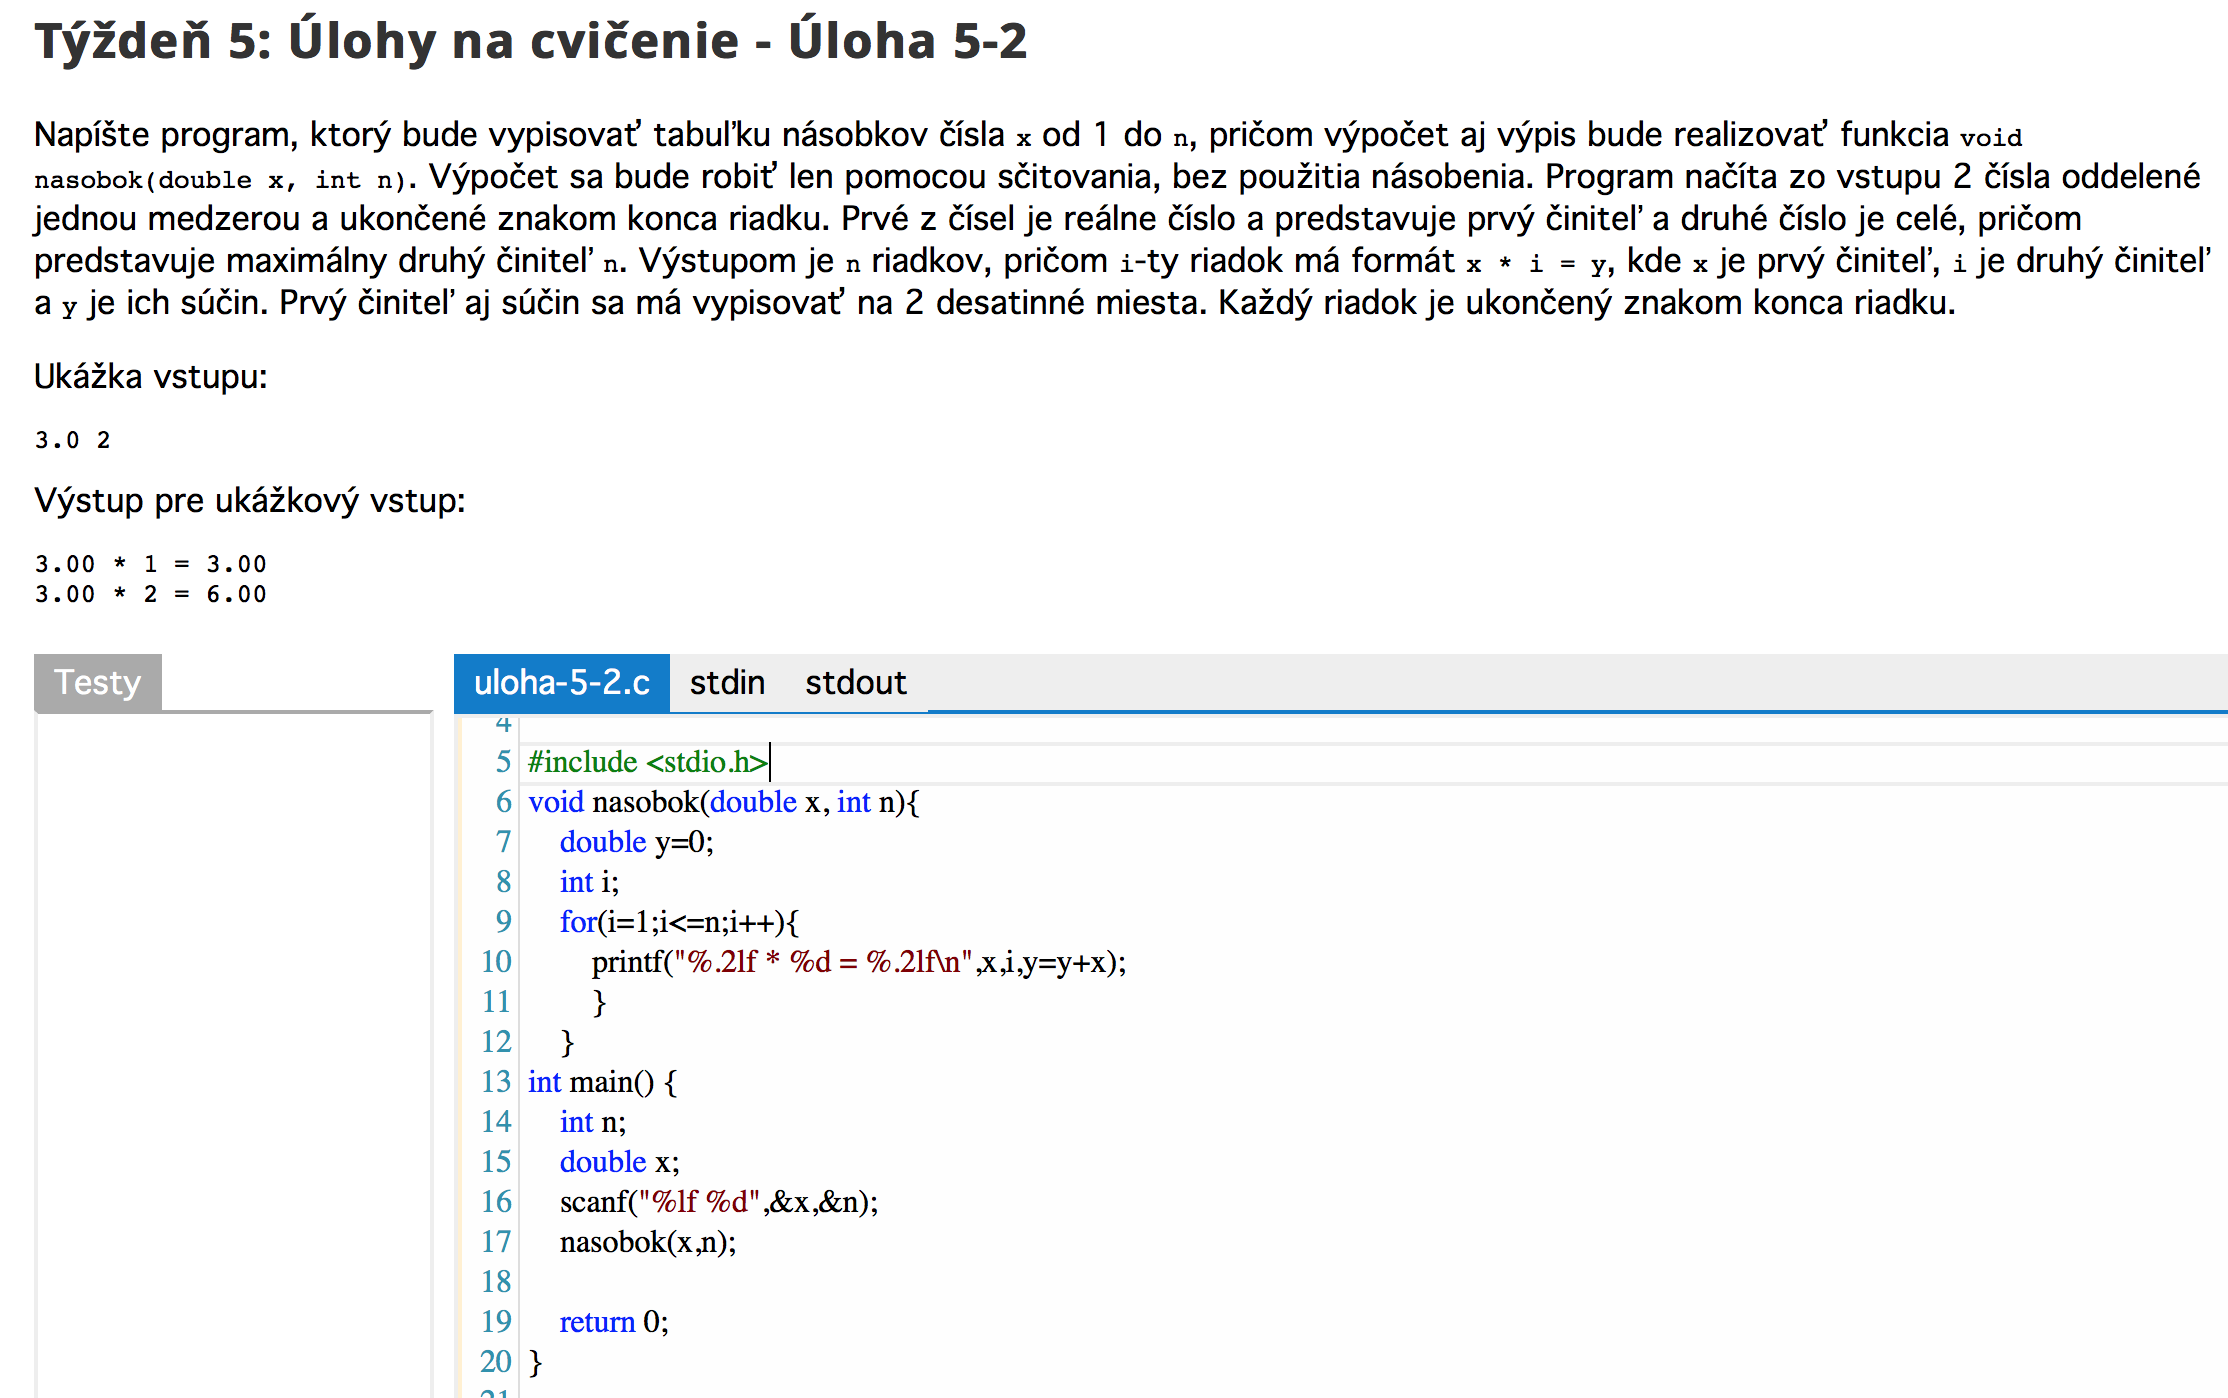 Týždeň 5: Úlohy na cvičenie - Úloha 5-2
Napíšte program, ktorý bude vypisovať tabuľku násobkov čísla x od 1 do n, pričom výpočet aj výpis bude realizovať funkcia void
nasobok(double x, int n). Výpočet sa bude robiť len pomocou sčitovania, bez použitia násobenia. Program načíta zo vstupu 2 čísla oddelené
jednou medzerou a ukončené znakom konca riadku. Prvé z čísel je reálne číslo a predstavuje prvý činiteľ a druhé číslo je celé, pričom
predstavuje maximálny druhý činiteľ n. Výstupom je n riadkov, pričom i-ty riadok má formát x * i = y, kde x je prvý činiteľ, i je druhý činiteľ
a y je ich súčin. Prvý činiteľ aj súčin sa má vypisovať na 2 desatinné miesta. Každý riadok je ukončený znakom konca riadku.
Ukážka vstupu:
3.0 2
Výstup pre ukážkový vstup:
3.00 * 1 = 3.00
3.00 * 2 = 6.00
Testy
uloha-5-2.c stdin stdout
4
5 #include <stdio.h>
6 void nasobok(double x, int n){
7 double y=0;
8 int i;
9 for(i=1;i<=n;i++){
10 printf("%.2lf * %d = %.2lf\n",x,i,y=y+x);
11 }
12 }
13 int main() {
14 int n;
15 double x;
16 scanf("%lf %d",&x,&n);
17 nasobok(x,n);
18
19 return 0;
20 }
21